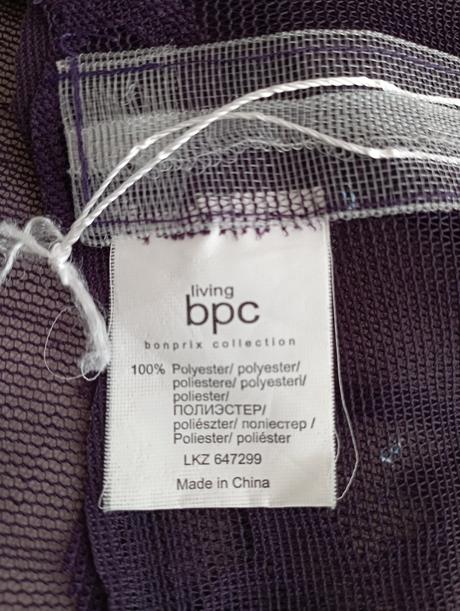 living
bpc
bonprix collection
100% Polyester/ polyester/
poliestere/ polyesteri/
poliester/
ПОЛИЭСТЕР/
poliészter/ поліестер /
Poliester/ poliéster
LKZ 647299
Made in China